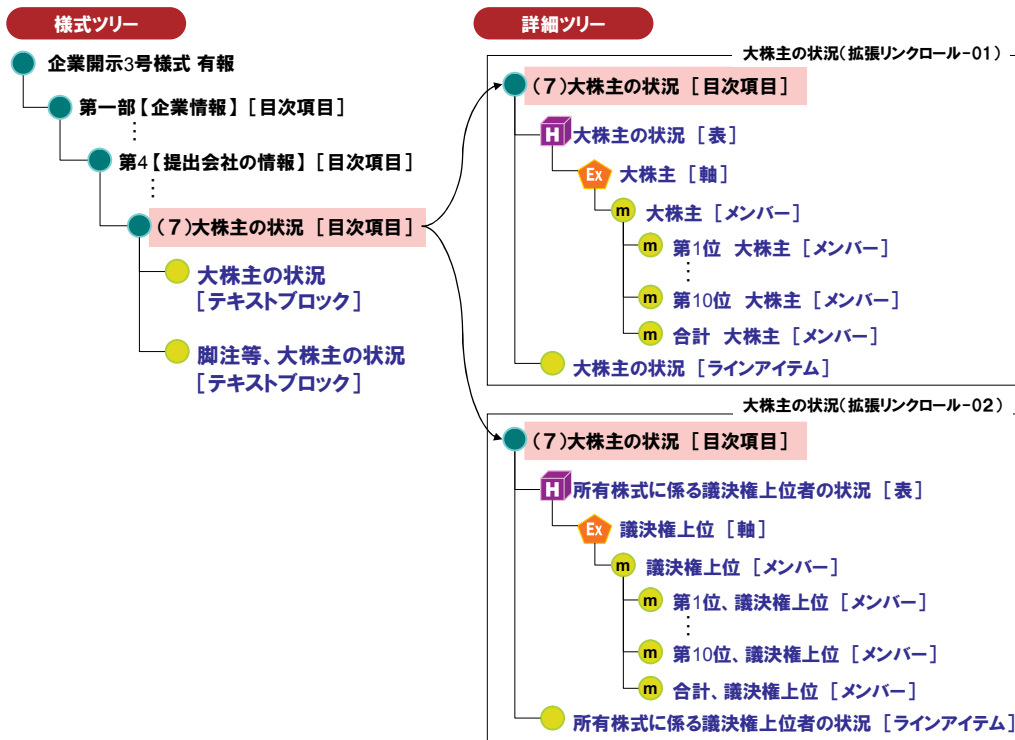 様式ツリー
企業開示3号様式 有報
第一部【企業情報】 [目次項目]
⋮
第4【提出会社の情報】 [目次項目]
⋮
(7)大株主の状況 [目次項目]
大株主の状況
[テキストブロック]
脚注等、大株主の状況
[テキストブロック]
詳細ツリー
大株主の状況(拡張リンクロール-01)
(7)大株主の状況 [目次項目]
H 大株主の状況 [表]
Ex 大株主 [軸]
m 大株主 [メンバー]
m 第1位 大株主 [メンバー]
⋮
m 第10位 大株主 [メンバー]
m 合計 大株主 [メンバー]
大株主の状況 [ラインアイテム]
大株主の状況(拡張リンクロール-02)
(7)大株主の状況 [目次項目]
H 所有株式に係る議決権上位者の状況 [表]
Ex 議決権上位 [軸]
m 議決権上位 [メンバー]
m 第1位、議決権上位 [メンバー]
⋮
m 第10位、議決権上位 [メンバー]
m 合計、議決権上位 [メンバー]
所有株式に係る議決権上位者の状況 [ラインアイテム]